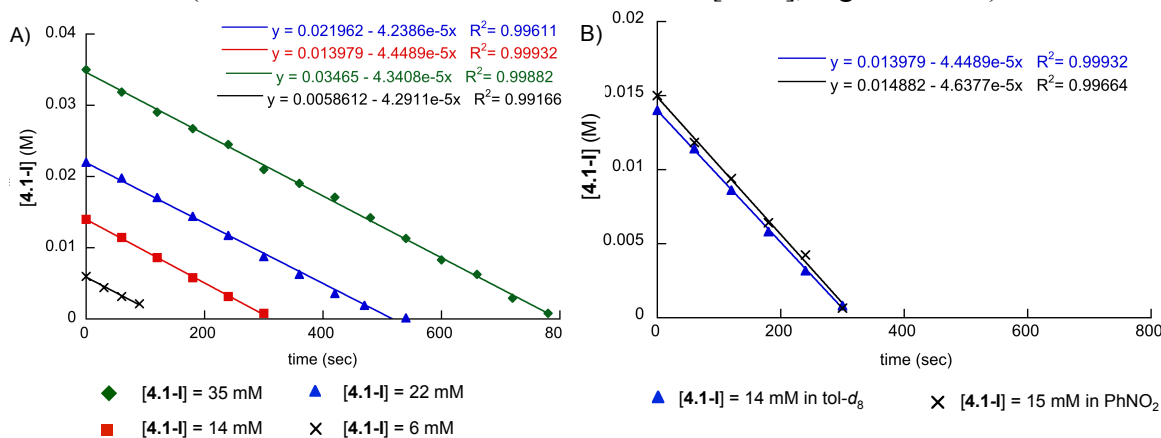 A)
y = 0.021962 - 4.2386e-5x R²= 0.99611
y = 0.013979 - 4.4489e-5x R²= 0.99932
y = 0.03465 - 4.3408e-5x R²= 0.99882
y = 0.0058612 - 4.2911e-5x R²= 0.99166
0.04
0.03
0.02
0.01
0
[4.1-I] (M)
0 200 400 600 80
time (sec)
[4.1-I] = 35 mM [4.1-I] = 22 mM
[4.1-I] = 14 mM [4.1-I] = 6 mM
B)
y = 0.013979 - 4.4489e-5x R²= 0.99932
y = 0.014882 - 4.6377e-5x R²= 0.99664
0.02
0.015
0.01
0.005
0
[4.1-I] (M)
0 200 400 600 800
time (sec)
[4.1-I] = 14 mM in tol-d₈ [4.1-I] = 15 mM in PhNO₂